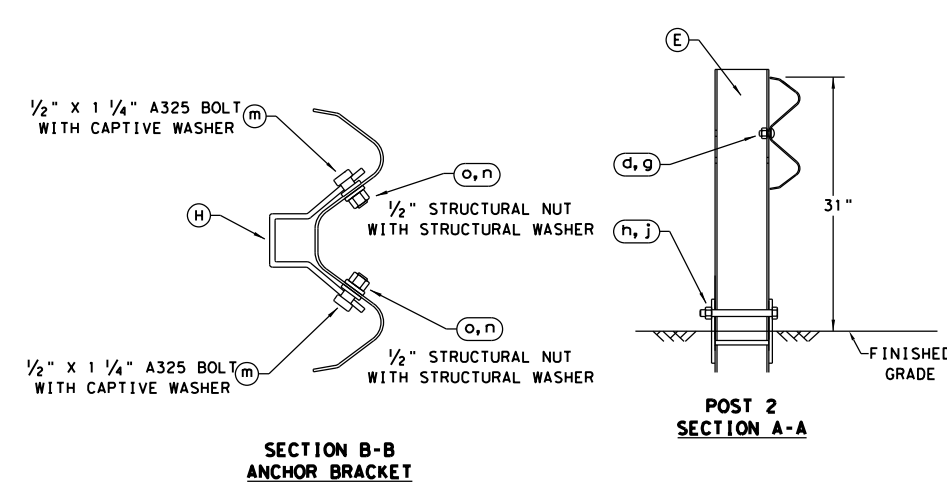 ½" X 1 ¼" A325 BOLT
WITH CAPTIVE WASHER
m
o,n
½" STRUCTURAL NUT
WITH STRUCTURAL WASHER
H
o,n
½" STRUCTURAL NUT
WITH STRUCTURAL WASHER
½" X 1 ¼" A325 BOLT
WITH CAPTIVE WASHER
m
SECTION B-B
ANCHOR BRACKET
E
d,g
31"
h,j
FINISHED
GRADE
POST 2
SECTION A-A